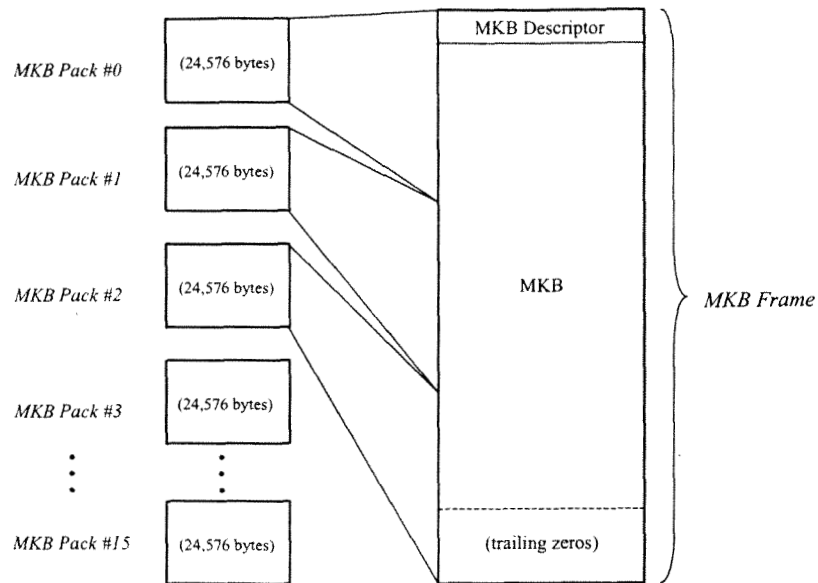 MKB Descriptor
MKB Pack #0
(24,576 bytes)
MKB Pack #1
(24,576 bytes)
MKB
MKB Frame
MKB Pack #2
(24,576 bytes)
MKB Pack #3
(24,576 bytes)
MKB Pack #15
(24,576 bytes)
(trailing zeros)